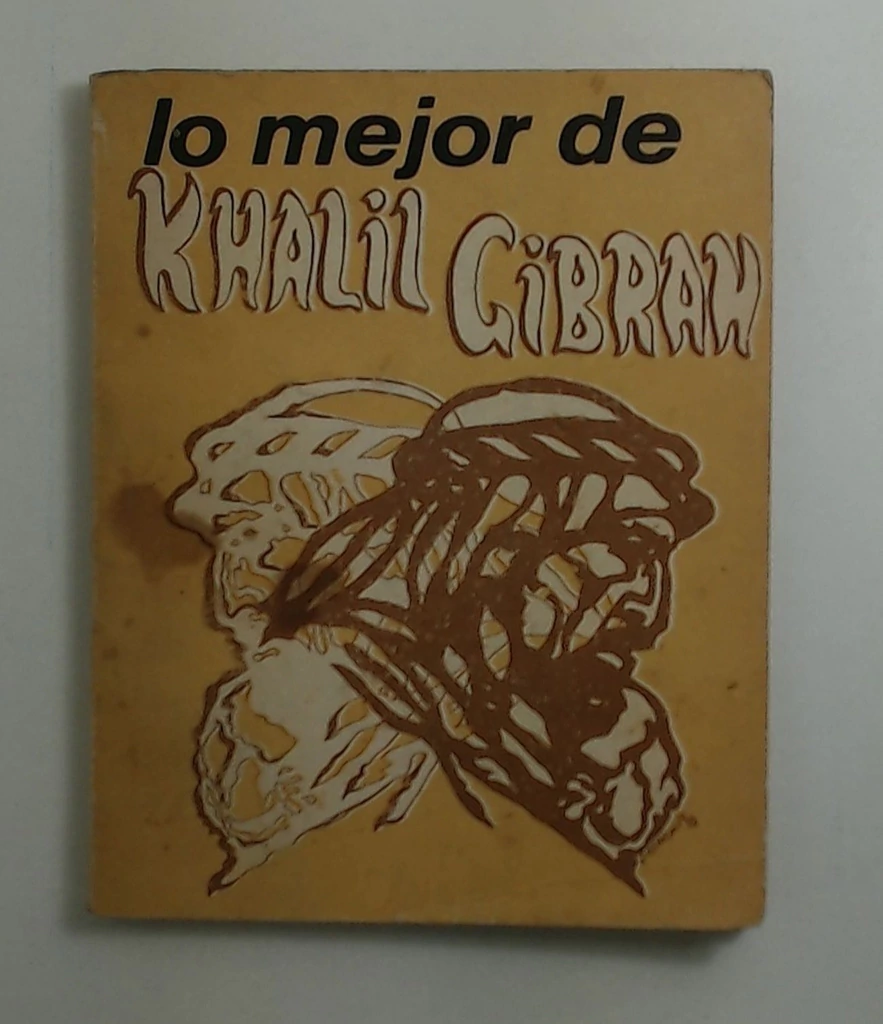 lo mejor de
KHALiL
GiBRAN